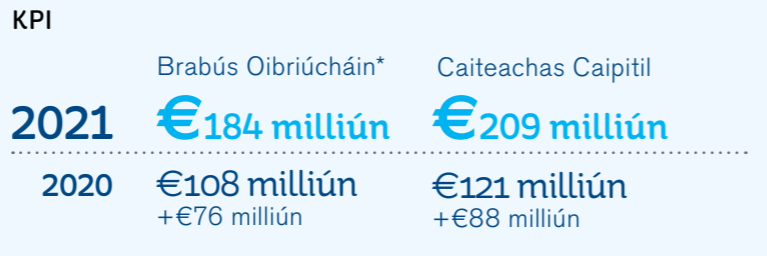 KPI
Brabús Oibriúcháin* Caiteachas Caipitil
2021 €184 milliún €209 milliún
2020 €108 milliún €121 milliún
+€76 milliún +€88 milliún